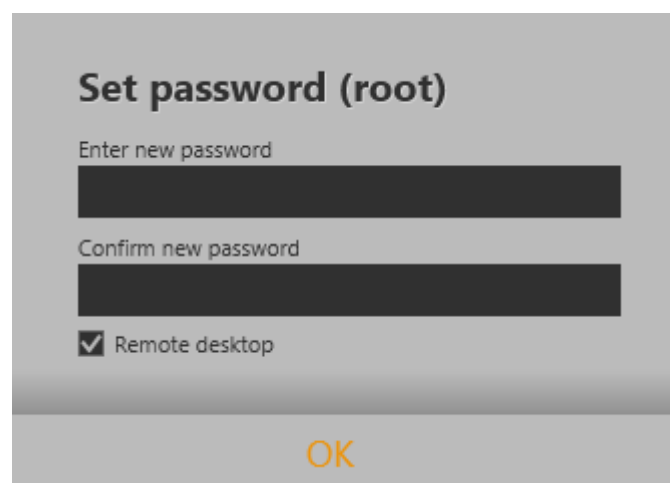 Set password (root)
Enter new password
Confirm new password
Remote desktop
OK